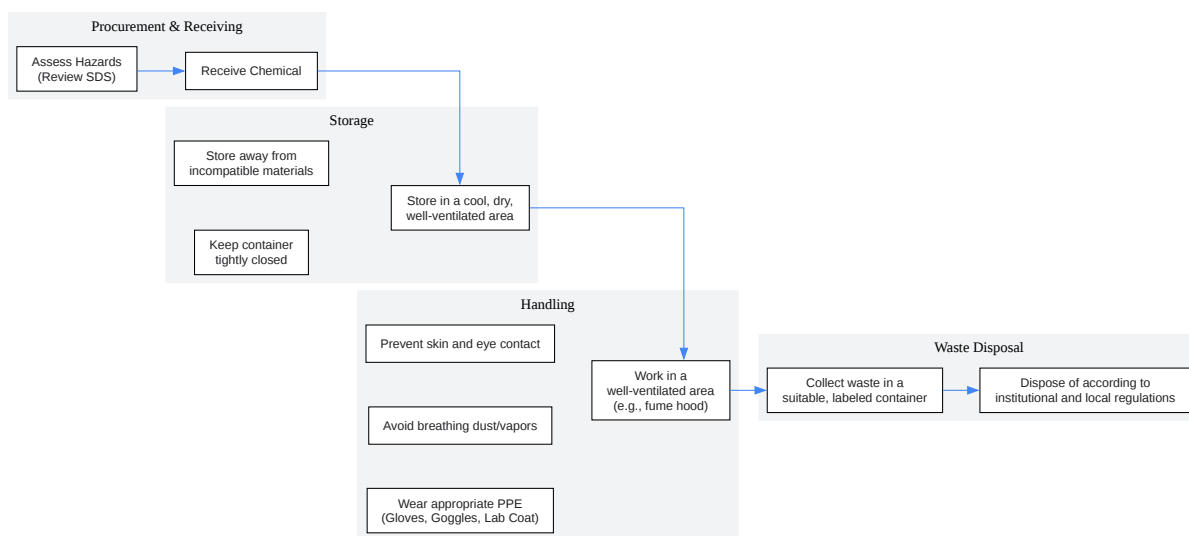 Procurement & Receiving
Assess Hazards
(Review SDS)
Receive Chemical
Storage
Store away from
incompatible materials
Store in a cool, dry,
well-ventilated area
Keep container
tightly closed
Handling
Prevent skin and eye contact
Work in a
well-ventilated area
(e.g., fume hood)
Avoid breathing dust/vapors
Wear appropriate PPE
(Gloves, Goggles, Lab Coat)
Waste Disposal
Collect waste in a
suitable, labeled container
Dispose of according to
institutional and local regulations